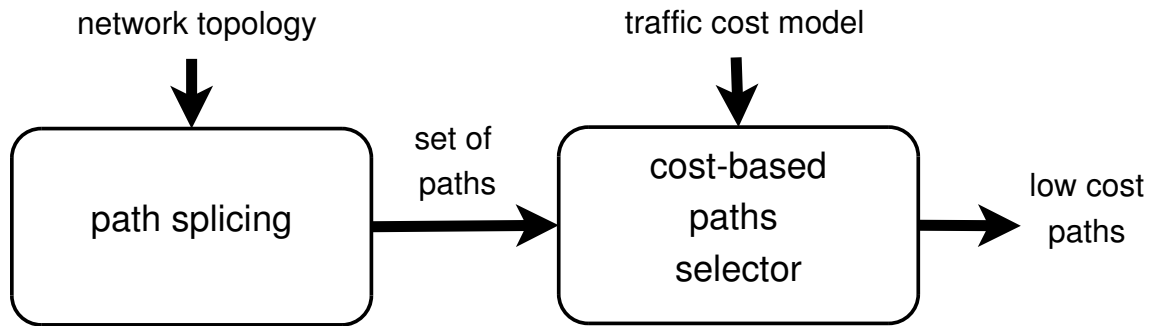 network topology
traffic cost model
path splicing
set of
paths
cost-based
paths
selector
low cost
paths